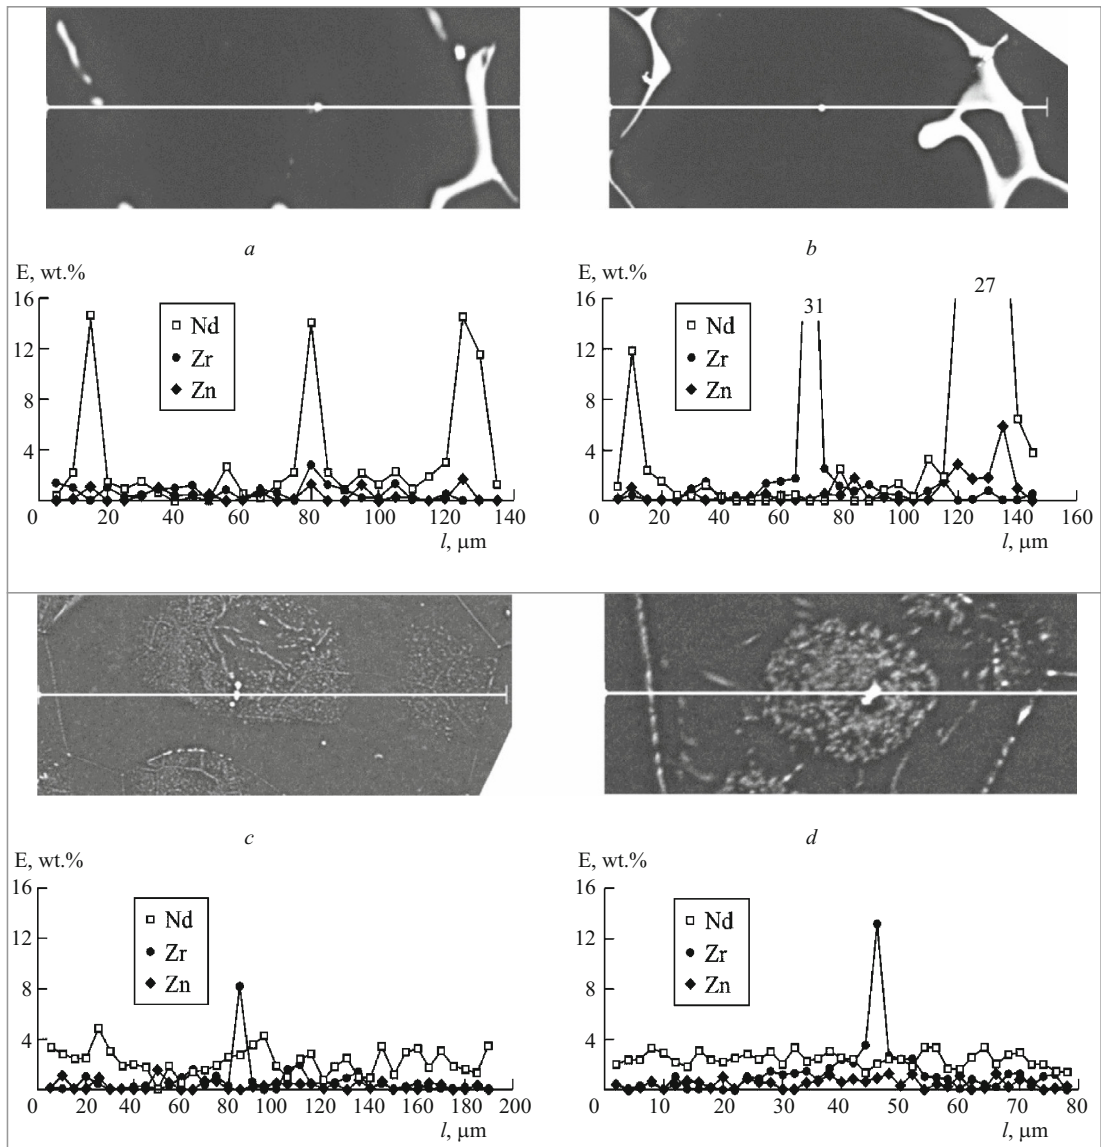 a
E, wt.%
16
12
8
4
Nd
Zr
Zn
0 20 40 60 80 100 120 140
l, μm
b
E, wt.%
16
12
8
4
Nd
Zr
Zn
31
27
0 20 40 60 80 100 120 140 160
l, μm
c
E, wt.%
16
12
8
4
Nd
Zr
Zn
0 20 40 60 80 100 120 140 160 180 200
l, μm
d
E, wt.%
16
12
8
4
Nd
Zr
Zn
0 10 20 30 40 50 60 70 80
l, μm